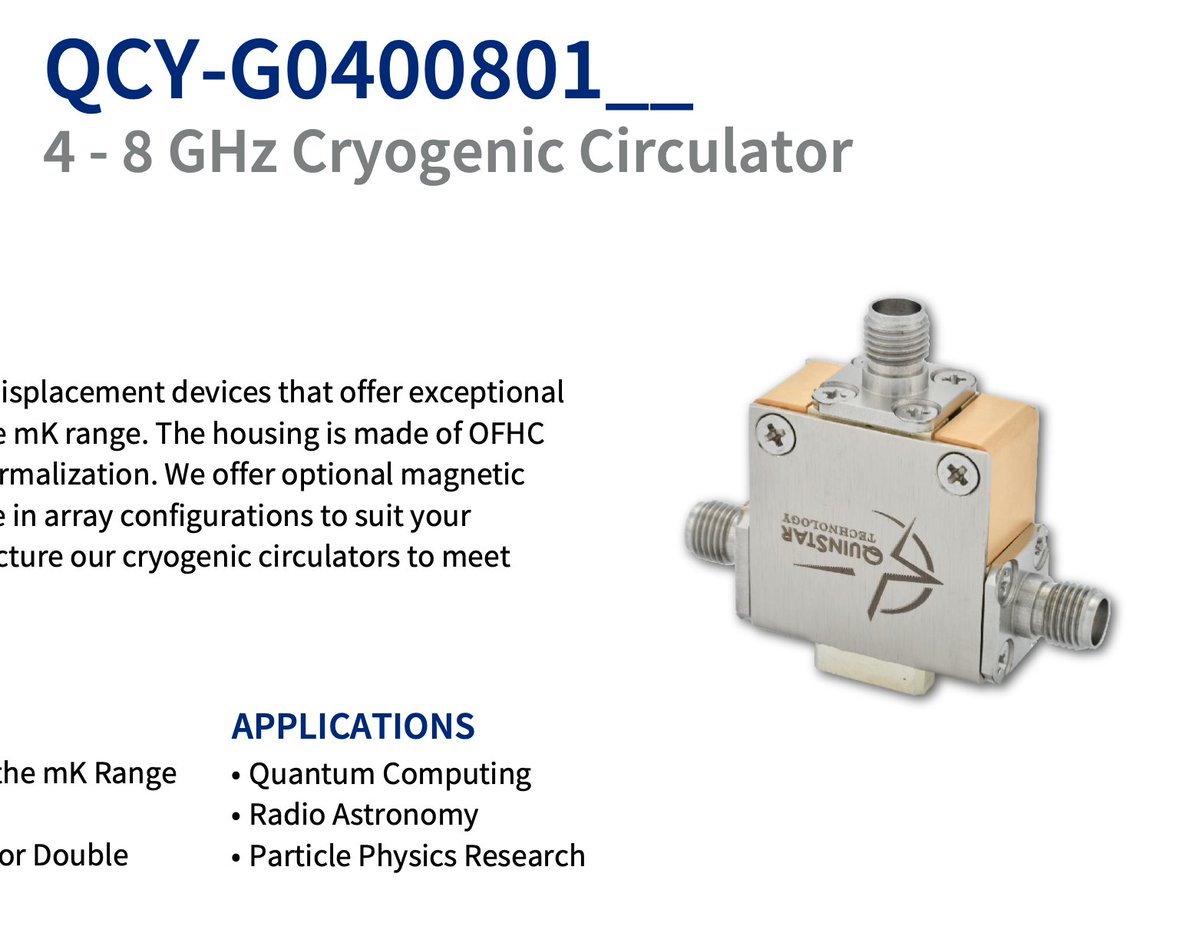 QCY-G0400801__
4 - 8 GHz Cryogenic Circulator
isplacement devices that offer exceptional
e mK range. The housing is made of OFHC
rmalization. We offer optional magnetic
e in array configurations to suit your
cture our cryogenic circulators to meet
QUINSTAR
TECHNOLOGY
the mK Range
or Double
APPLICATIONS
• Quantum Computing
• Radio Astronomy
• Particle Physics Research